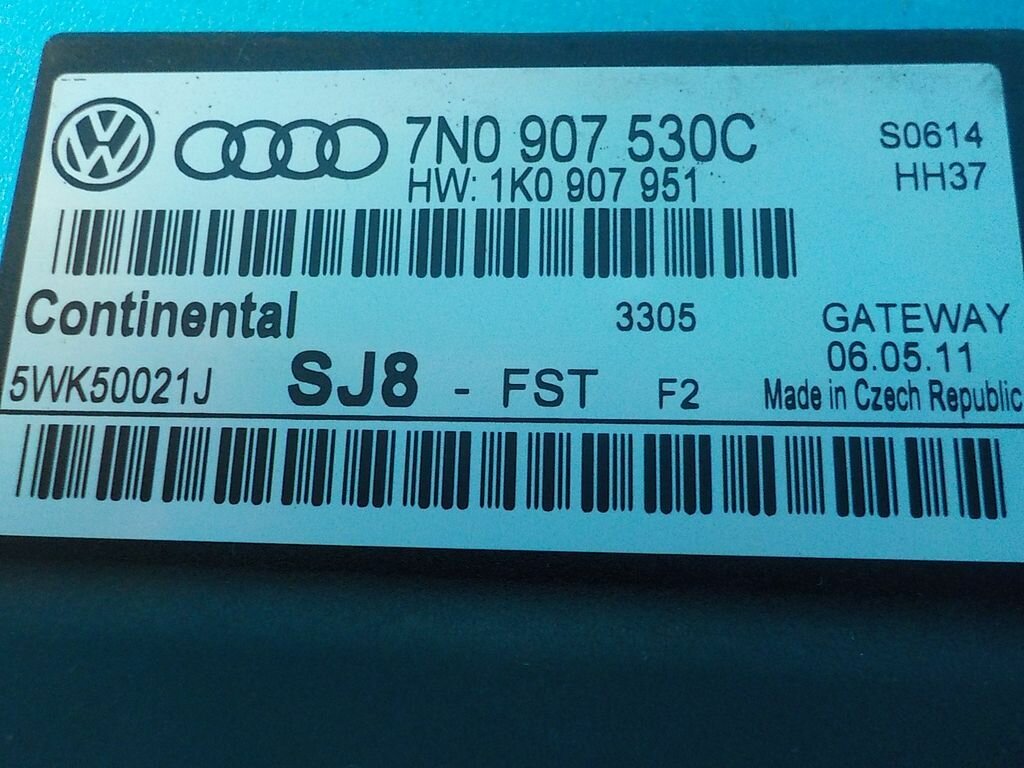 7N0 907 530C S0614
HW: 1K0 907 951 HH37
Continental 3305 GATEWAY
06.05.11
5WK50021J SJ8 - FST F2 Made in Czech Republic